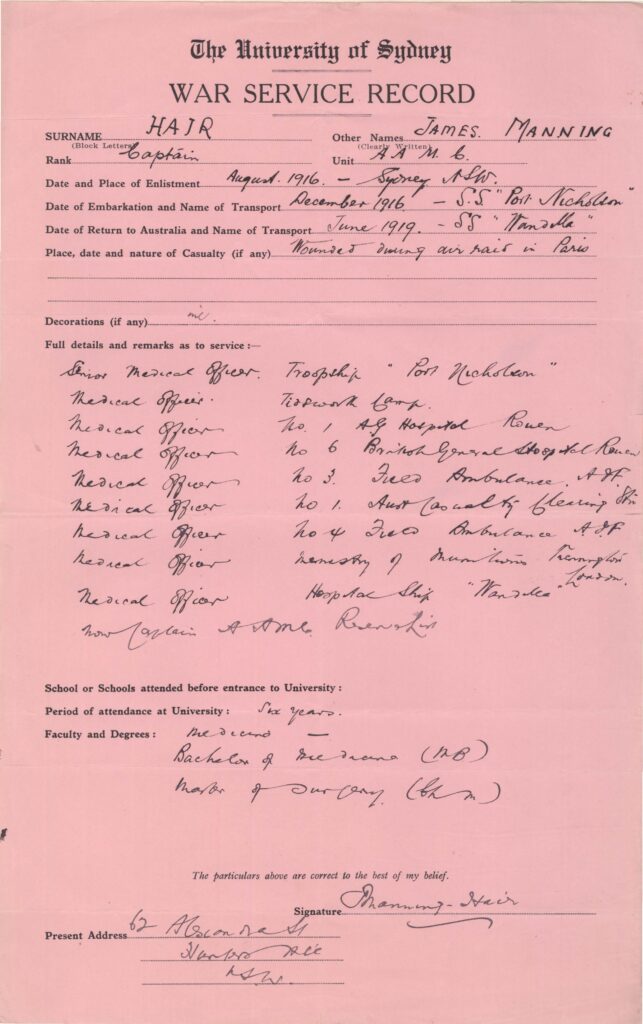 The University of Sydney
WAR SERVICE RECORD
SURNAME HAIR Other Names JAMES. MANNING
(Block Letters) (Clearly Written)
Rank Captain Unit A A M C.
Date and Place of Enlistment August. 1916. — Sydney NSW.
Date of Embarkation and Name of Transport December 1916 — S.S. "Port Nicholson"
Date of Return to Australia and Name of Transport June 1919. — SS "Wandilla"
Place, date and nature of Casualty (if any) Wounded during air raid in Paris
Decorations (if any) nil.
Full details and remarks as to service :—
Senior Medical Officer. Troopship "Port Nicholson"
Medical Officer. Tidworth Camp.
Medical Officer No. 1 AG Hospital Rouen
Medical Officer No 6 British General Hospital Rouen
Medical Officer No 3. Field Ambulance. A.I.F.
Medical Officer No 1. Aust Casualty Clearing Stn
Medical Officer No 4 Field Ambulance A.I.F
Medical Officer Ministry of Munitions London.
Medical Officer Hospital Ship "Wandilla"
Now Captain A A M C. Reserve List
School or Schools attended before entrance to University :
Period of attendance at University : Six years.
Faculty and Degrees : Medicine —
Bachelor of Medicine (MB)
Master of Surgery (Ch M)
The particulars above are correct to the best of my belief.
Signature Manning-Hair
Present Address 62 Alexandra St
Hunters Hill
NSW.